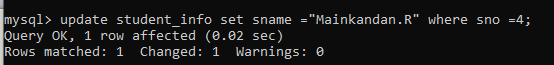 mysql> update student_info set sname ="Mainkandan.R" where sno =4;
Query OK, 1 row affected (0.02 sec)
Rows matched: 1  Changed: 1  Warnings: 0